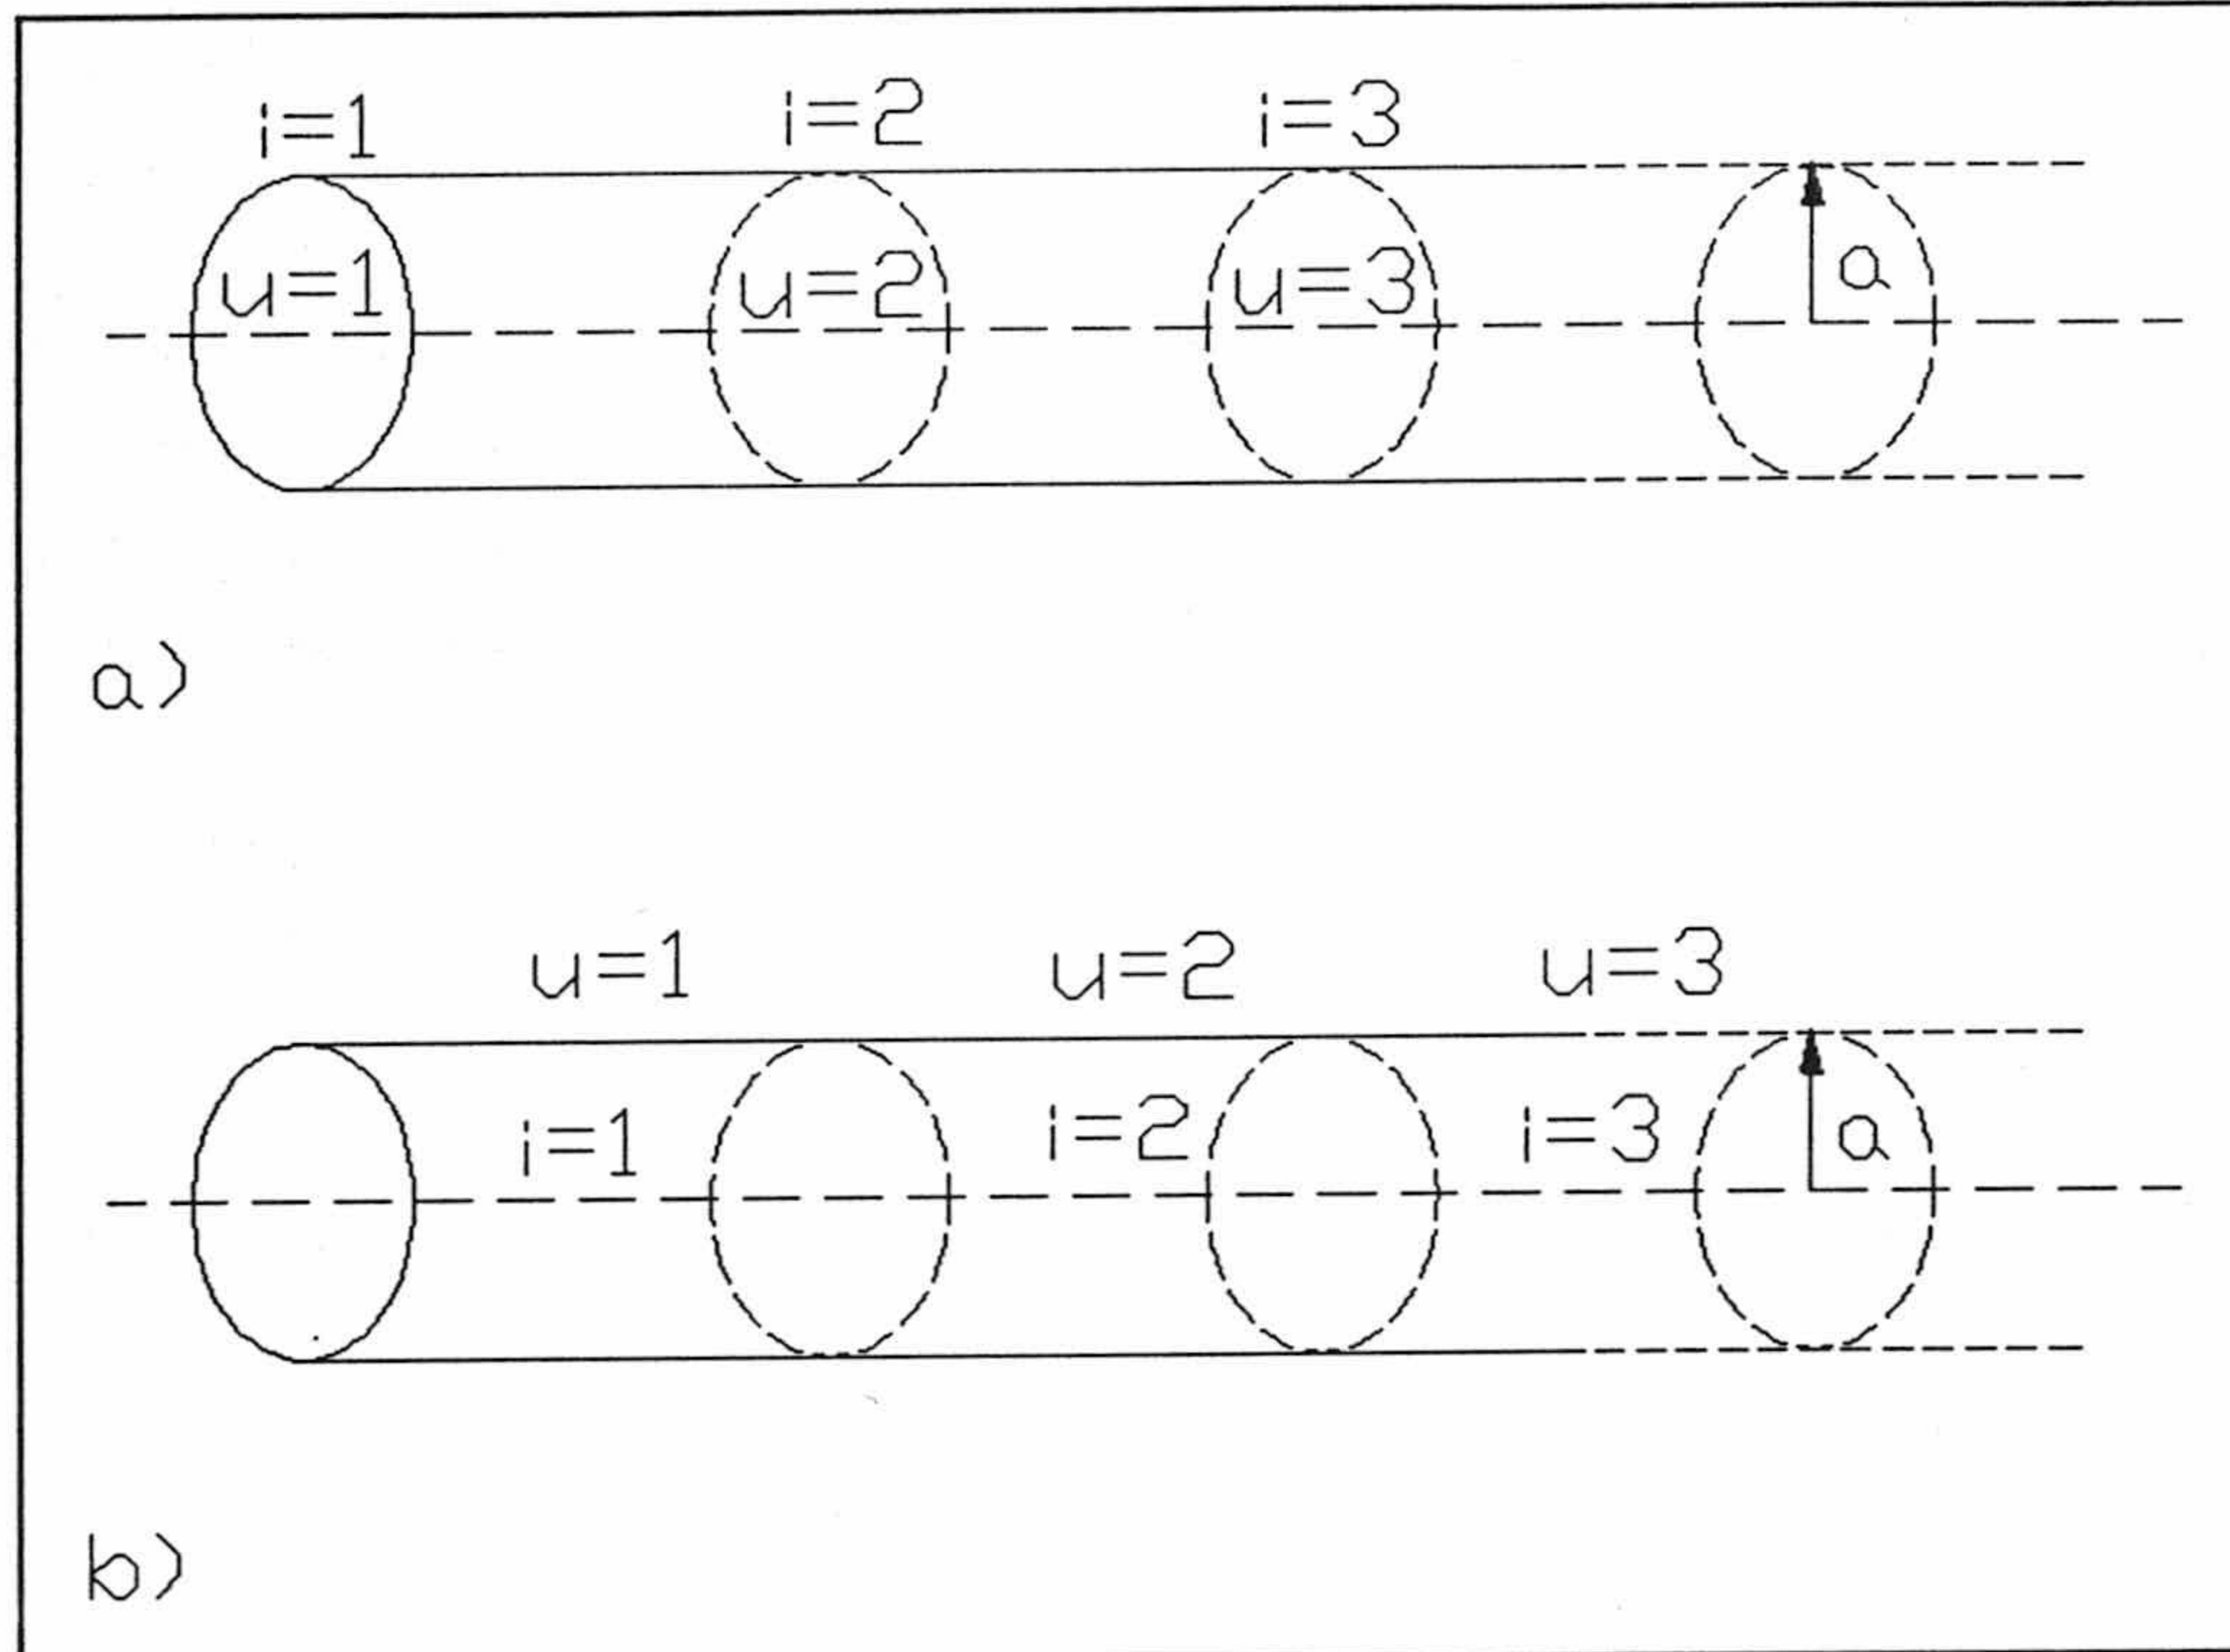 i=1 i=2 i=3
u=1 u=2 u=3 a
a)
u=1 u=2 u=3
i=1 i=2 i=3 a
b)